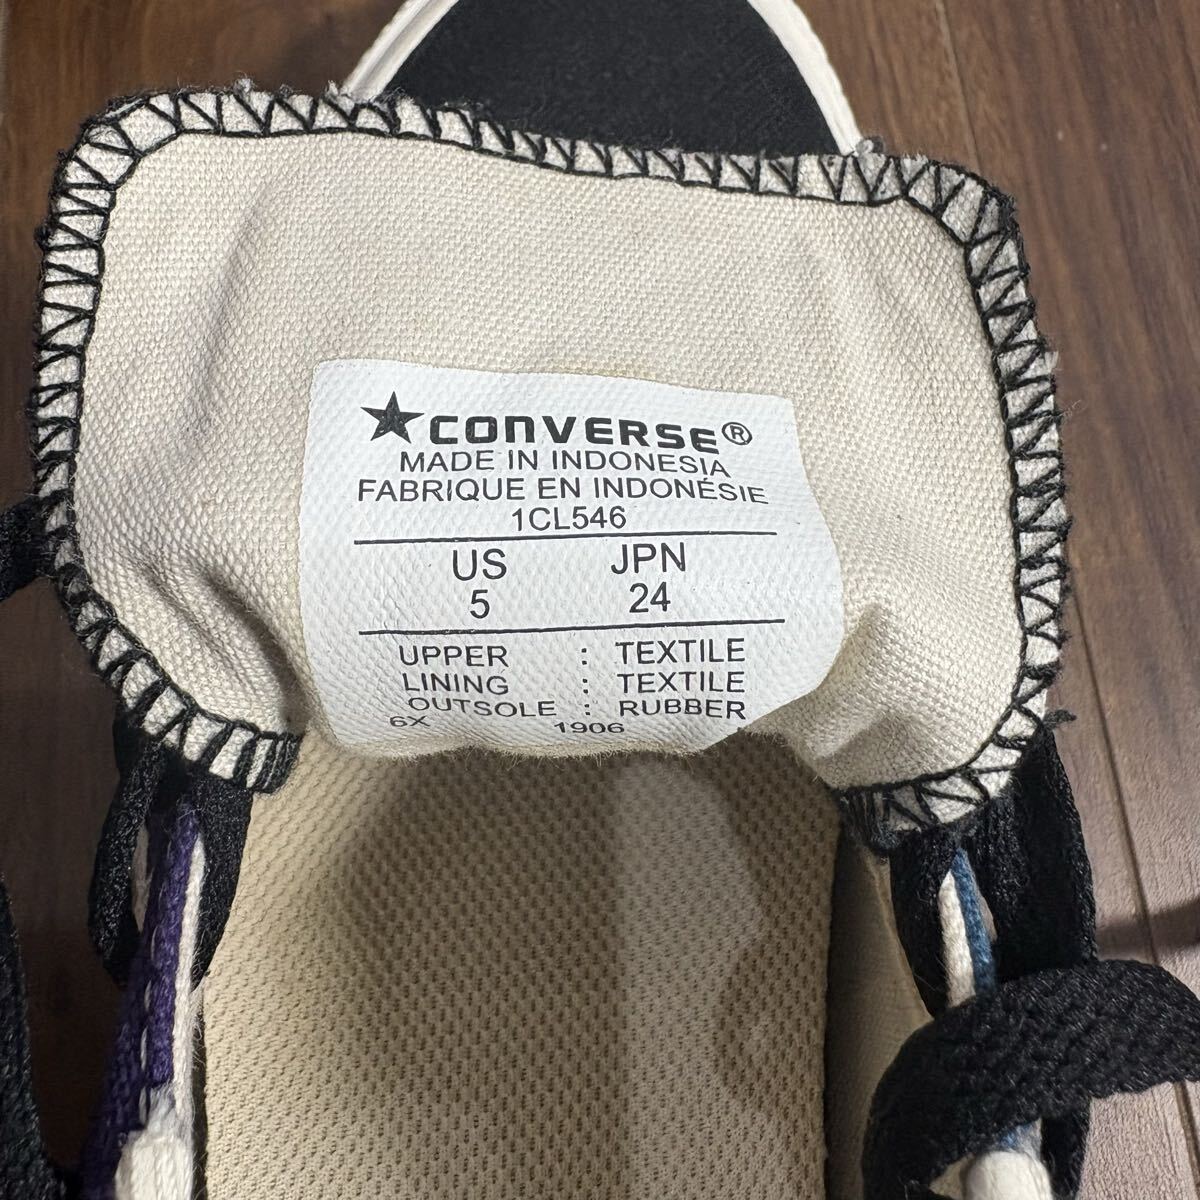 CONVERSE®
MADE IN INDONESIA
FABRIQUE EN INDONÉSIE
1CL546
US JPN
5 24
UPPER : TEXTILE
LINING : TEXTILE
OUTSOLE : RUBBER
6X 1906